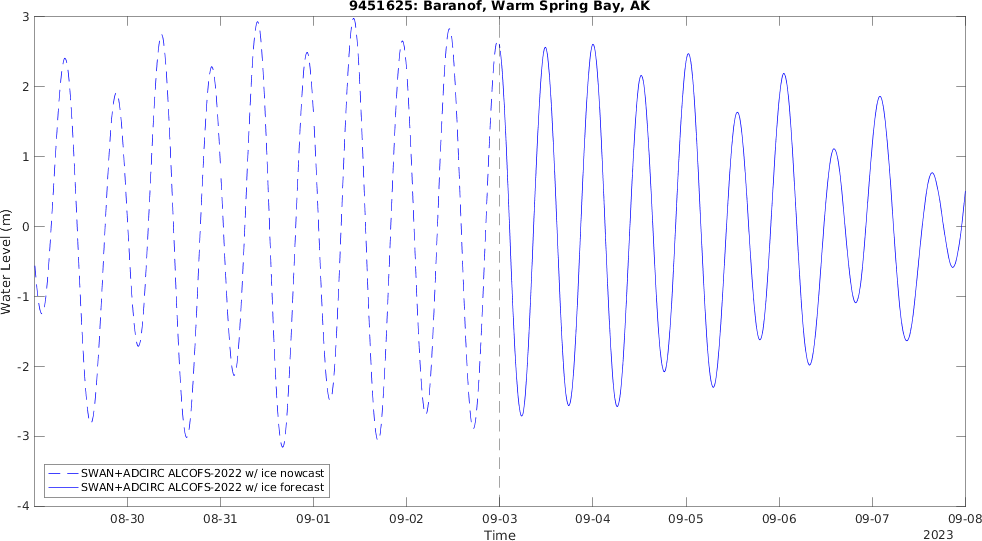 9451625: Baranof, Warm Spring Bay, AK
Water Level (m)
3
2
1
0
-1
-2
-3
-4
SWAN+ADCIRC ALCOFS-2022 w/ ice nowcast
SWAN+ADCIRC ALCOFS-2022 w/ ice forecast
08-30 08-31 09-01 09-02 09-03 09-04 09-05 09-06 09-07 09-08
Time
2023